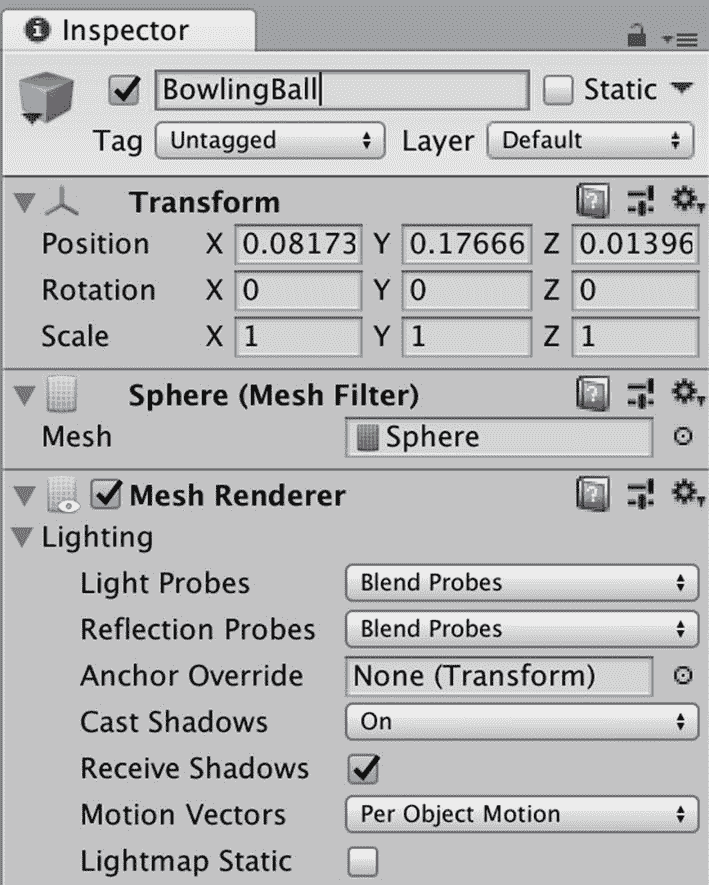 Inspector
BowlingBall Static
Tag Untagged Layer Default
Transform
Position X 0.08173 Y 0.17666 Z 0.01396
Rotation X 0 Y 0 Z 0
Scale X 1 Y 1 Z 1
Sphere (Mesh Filter)
Mesh Sphere
Mesh Renderer
Lighting
Light Probes Blend Probes
Reflection Probes Blend Probes
Anchor Override None (Transform)
Cast Shadows On
Receive Shadows
Motion Vectors Per Object Motion
Lightmap Static